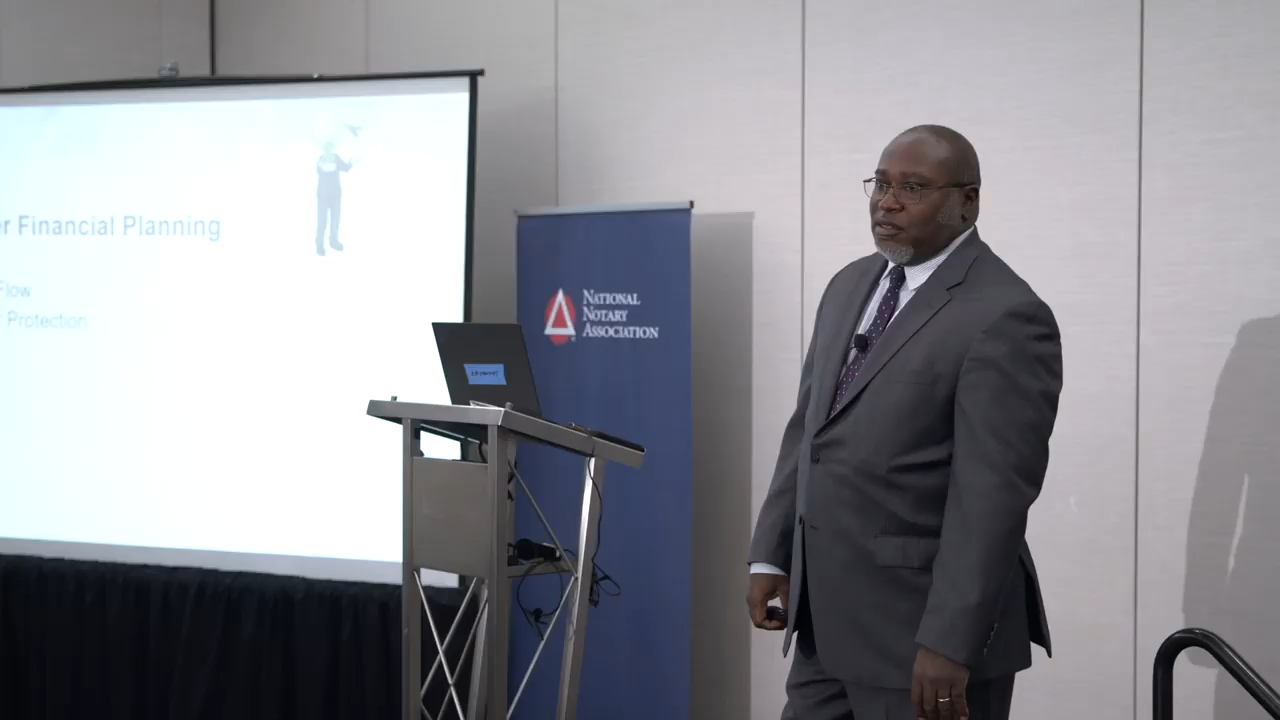 Financial Planning
Flow
Protection
NATIONAL
NOTARY
ASSOCIATION